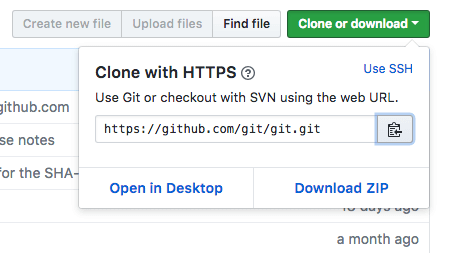 Create new file Upload files Find file Clone or download
Clone with HTTPS Use SSH
Use Git or checkout with SVN using the web URL.
github.com
https://github.com/git/git.git
se notes
for the SHA-
Open in Desktop Download ZIP
days ago
a month ago